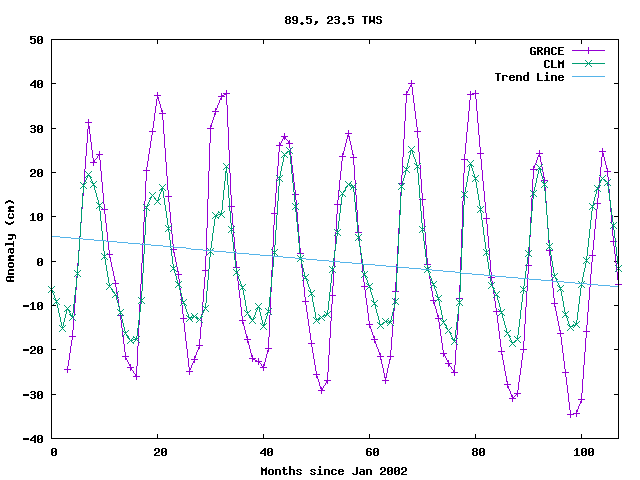 89.5, 23.5 TWS
GRACE
CLM
Trend Line
Anomaly (cm)
50
40
30
20
10
0
-10
-20
-30
-40
0 20 40 60 80 100
Months since Jan 2002